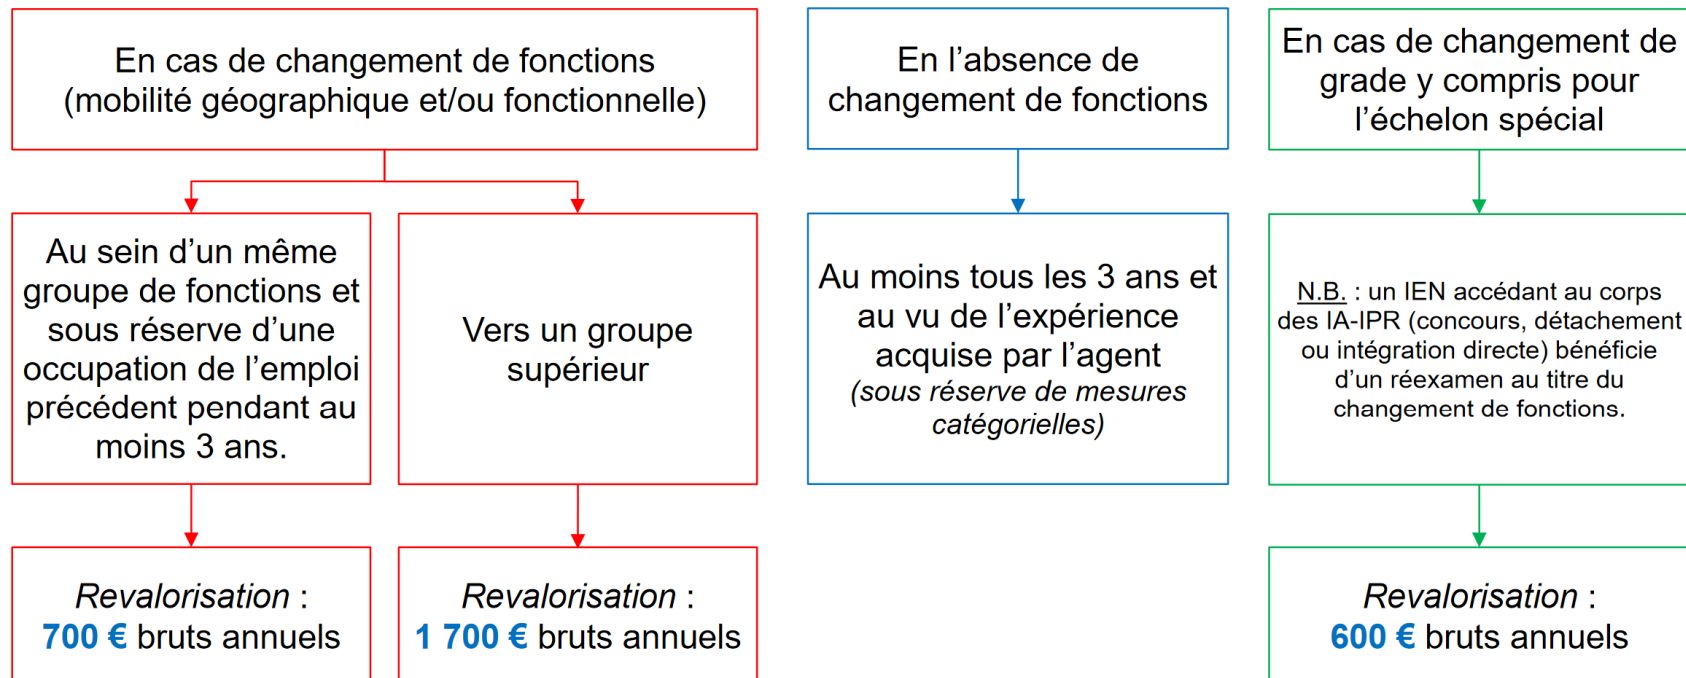 En cas de changement de fonctions
(mobilité géographique et/ou fonctionnelle)
En l’absence de
changement de fonctions
En cas de changement de
grade y compris pour
l’échelon spécial
Au sein d’un même
groupe de fonctions et
sous réserve d’une
occupation de l’emploi
précédent pendant au
moins 3 ans.
Vers un groupe
supérieur
Au moins tous les 3 ans et
au vu de l’expérience
acquise par l’agent
(sous réserve de mesures
catégorielles)
N.B. : un IEN accédant au corps
des IA-IPR (concours, détachement
ou intégration directe) bénéficie
d’un réexamen au titre du
changement de fonctions.
Revalorisation :
700 € bruts annuels
Revalorisation :
1 700 € bruts annuels
Revalorisation :
600 € bruts annuels